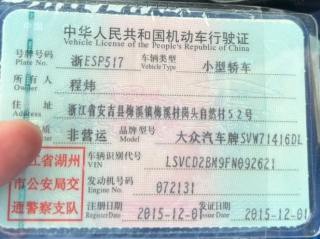 中华人民共和国机动车行驶证
Vehicle License of the People's Republic of China
号牌号码 Plate No. 浙ESP517 车辆类型 Vehicle Type 小型轿车
所有人 Owner 程炜
住址 Address 浙江省安吉县梅溪镇梅溪村岗头自然村52号
质 非营运 品牌型号 Model 大众汽车牌SVW71416DL
江省湖州 车辆识别代号 VIN LSVCD2BM9FN092621
市公安局交 发动机号码 Engine No. 072131
通警察支队 注册日期 Register Date 2015-12-01 发证日期 Issue Date 2015-12-01